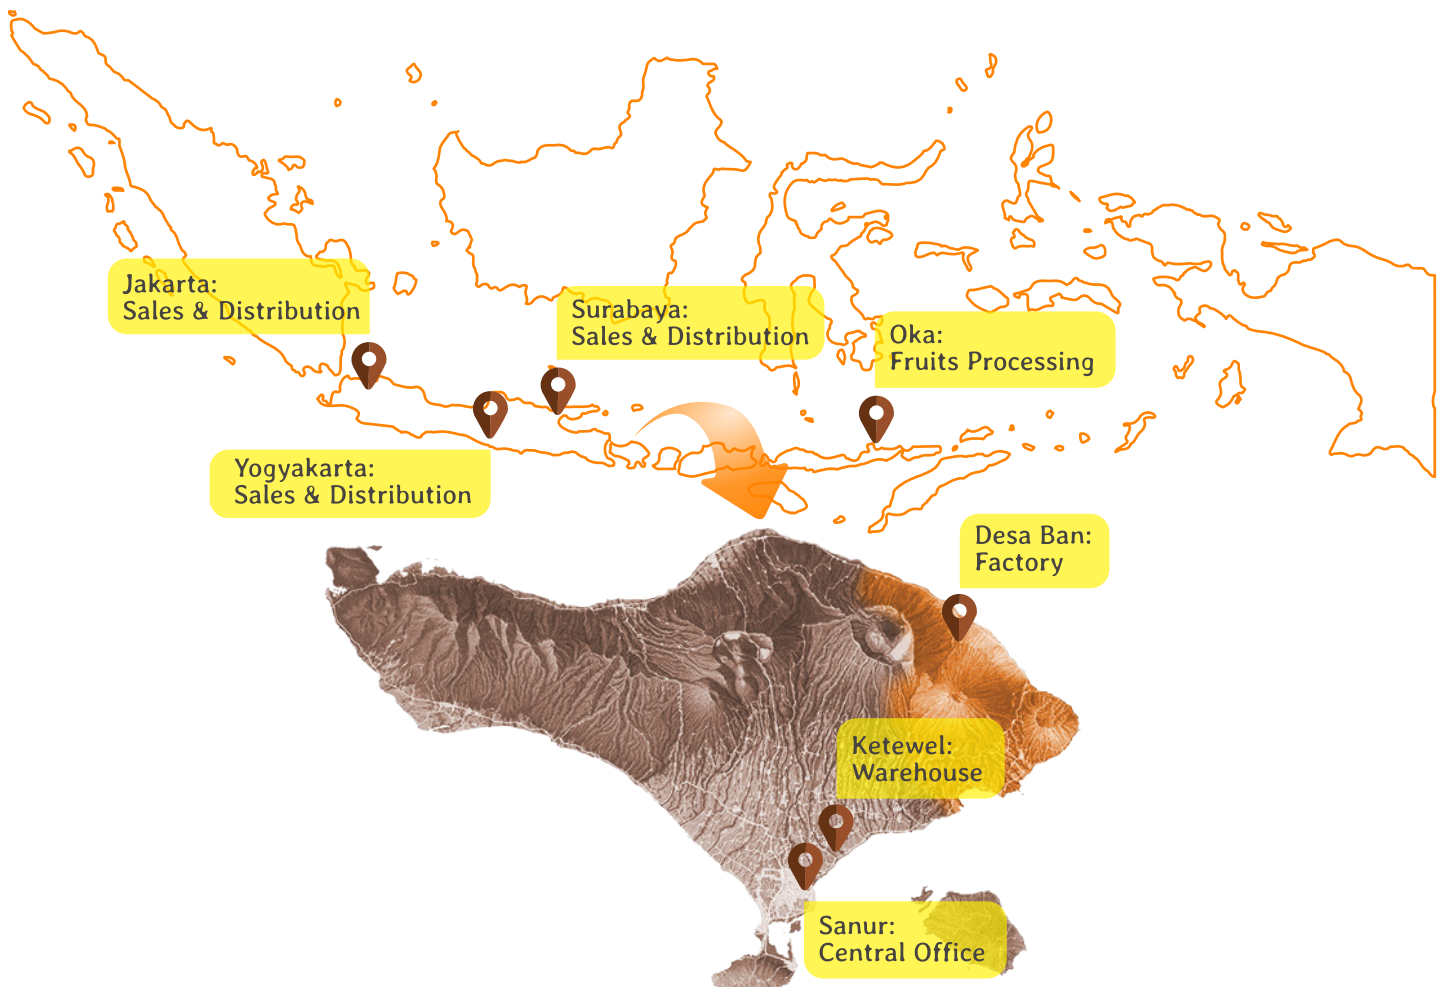 Jakarta:
Sales & Distribution
Surabaya:
Sales & Distribution
Oka:
Fruits Processing
Yogyakarta:
Sales & Distribution
Desa Ban:
Factory
Ketewel:
Warehouse
Sanur:
Central Office